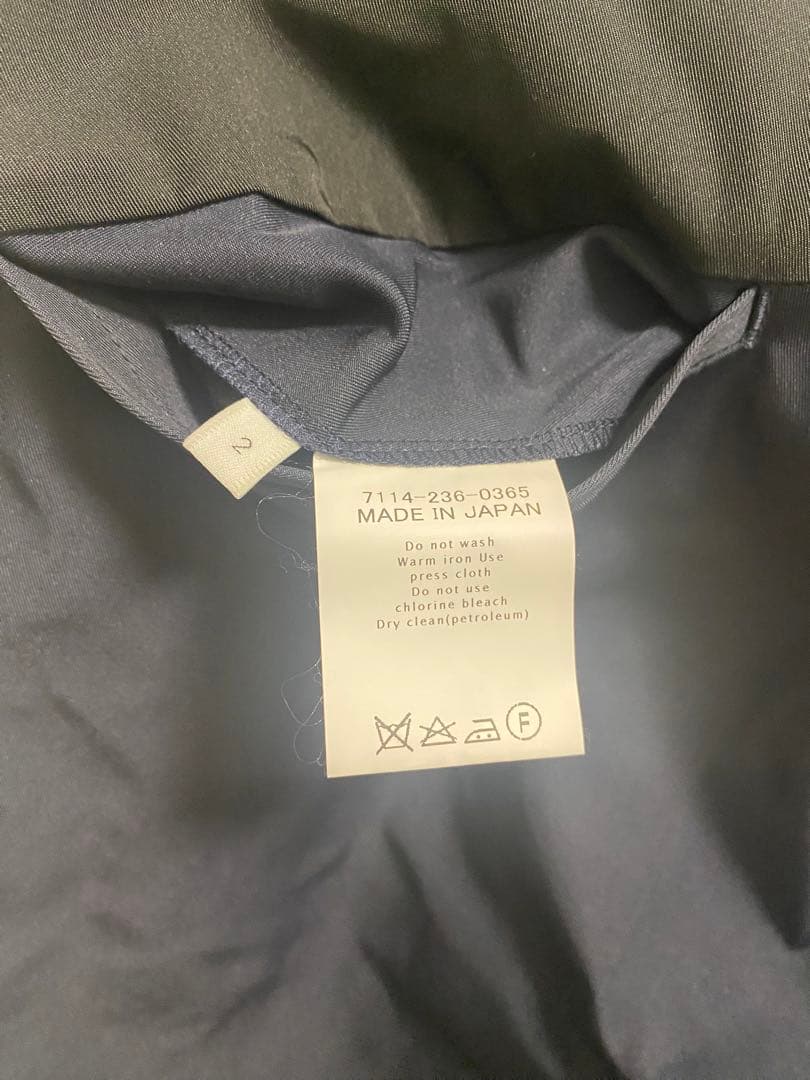 2
7114-236-0365
MADE IN JAPAN
Do not wash
Warm iron Use
press cloth
Do not use
chlorine bleach
Dry clean(petroleum)
F